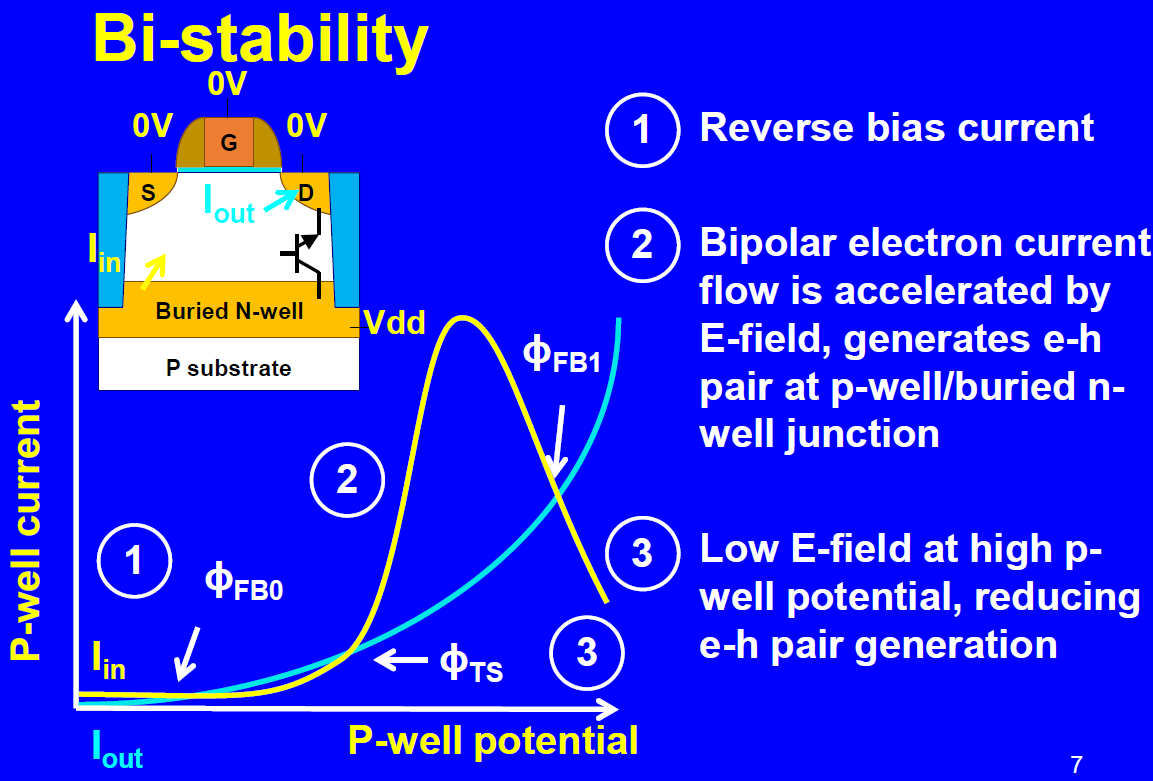 Bi-stability
0V
0V
0V
G
S
D
Iout
Iin
Buried N-well
Vdd
P substrate
P-well current
1
2
ϕFB0
ϕFB1
ϕTS
3
Iin
Iout
P-well potential
1
Reverse bias current
2
Bipolar electron current
flow is accelerated by
E-field, generates e-h
pair at p-well/buried n-
well junction
3
Low E-field at high p-
well potential, reducing
e-h pair generation
7